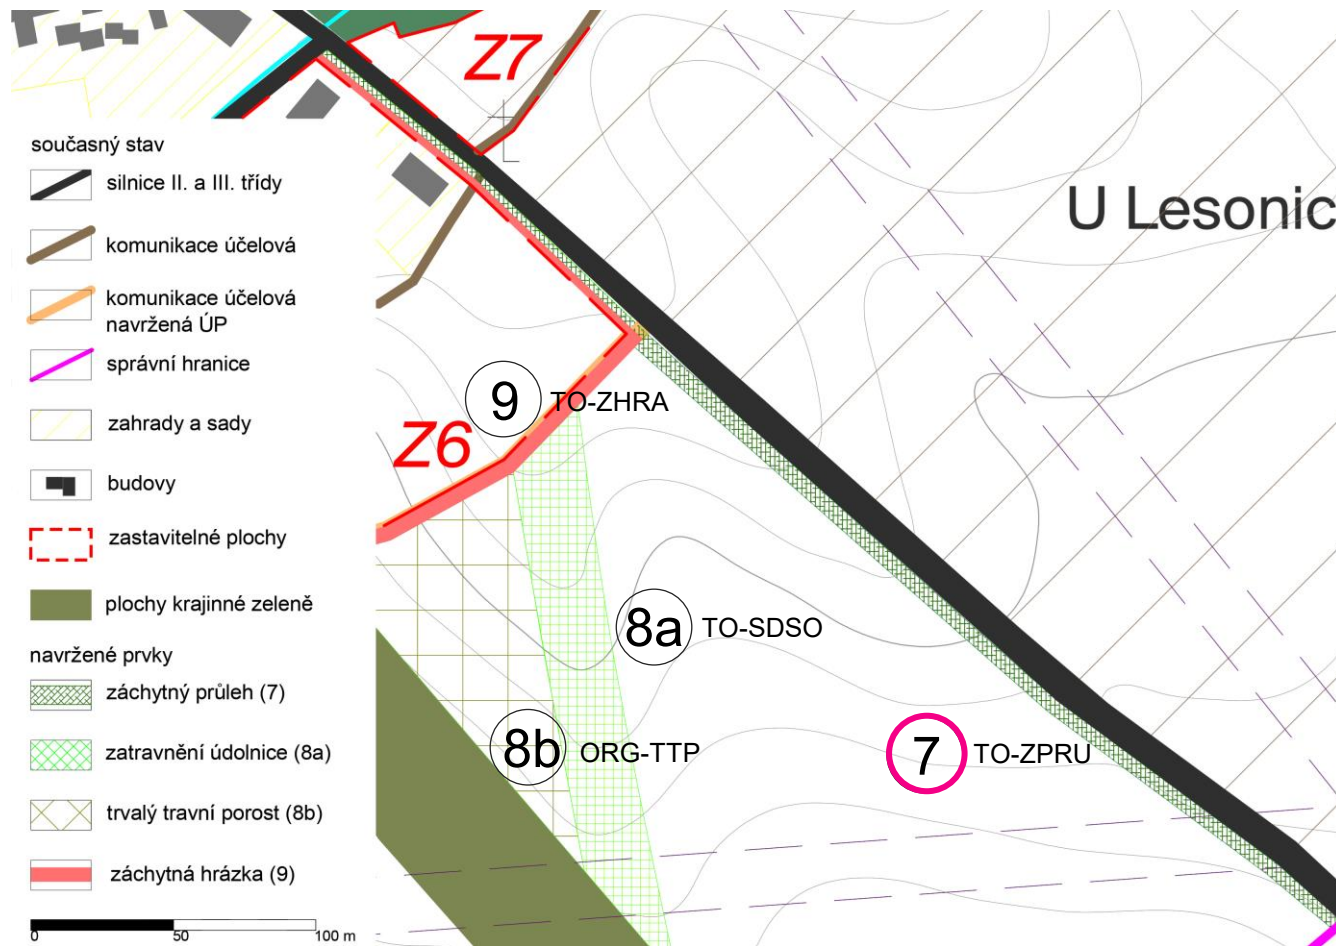 současný stav
silnice II. a III. třídy
komunikace účelová
komunikace účelová
navržená ÚP
správní hranice
zahrady a sady
budovy
zastavitelné plochy
plochy krajinné zeleně
navržené prvky
záchytný průleh (7)
zatravnění údolnice (8a)
trvalý travní porost (8b)
záchytná hrázka (9)
0 50 100 m
Z7
U Lesonic
9 TO-ZHRA
Z6
8a TO-SDSO
8b ORG-TTP
7 TO-ZPRU